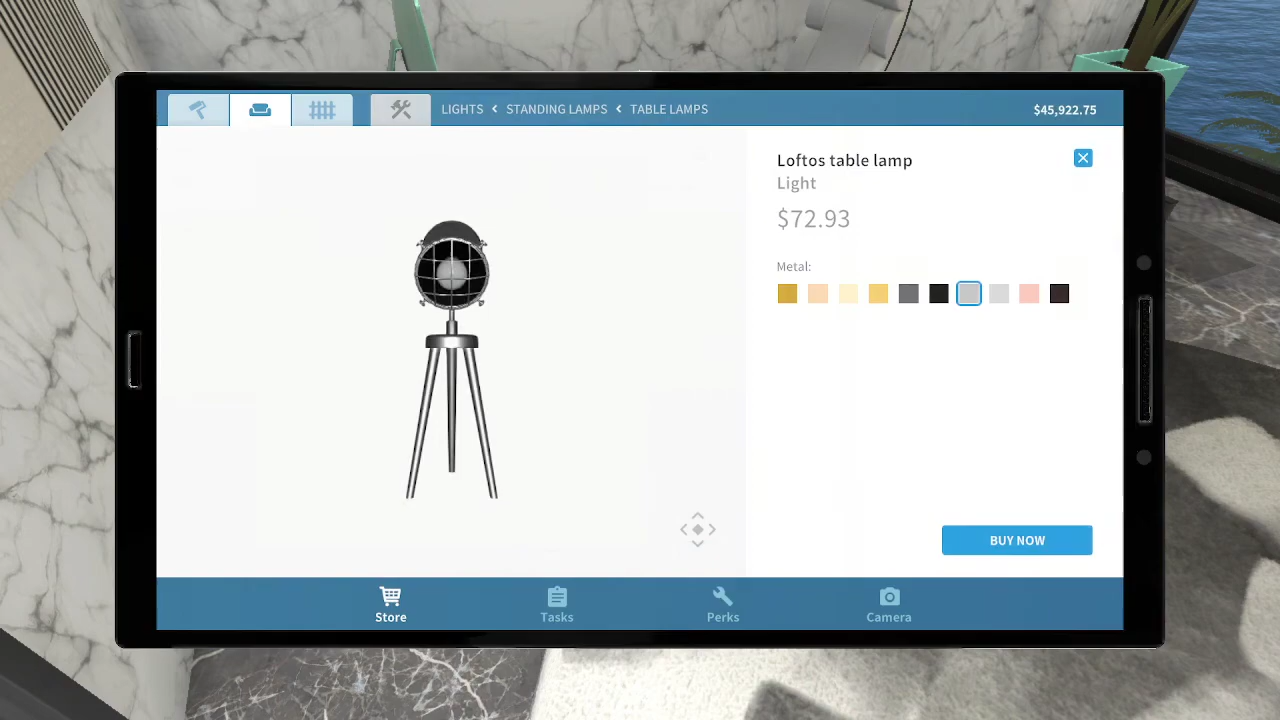 LIGHTS < STANDING LAMPS < TABLE LAMPS
$45,922.75
Loftos table lamp
Light
$72.93
Metal:
BUY NOW
Store
Tasks
Perks
Camera